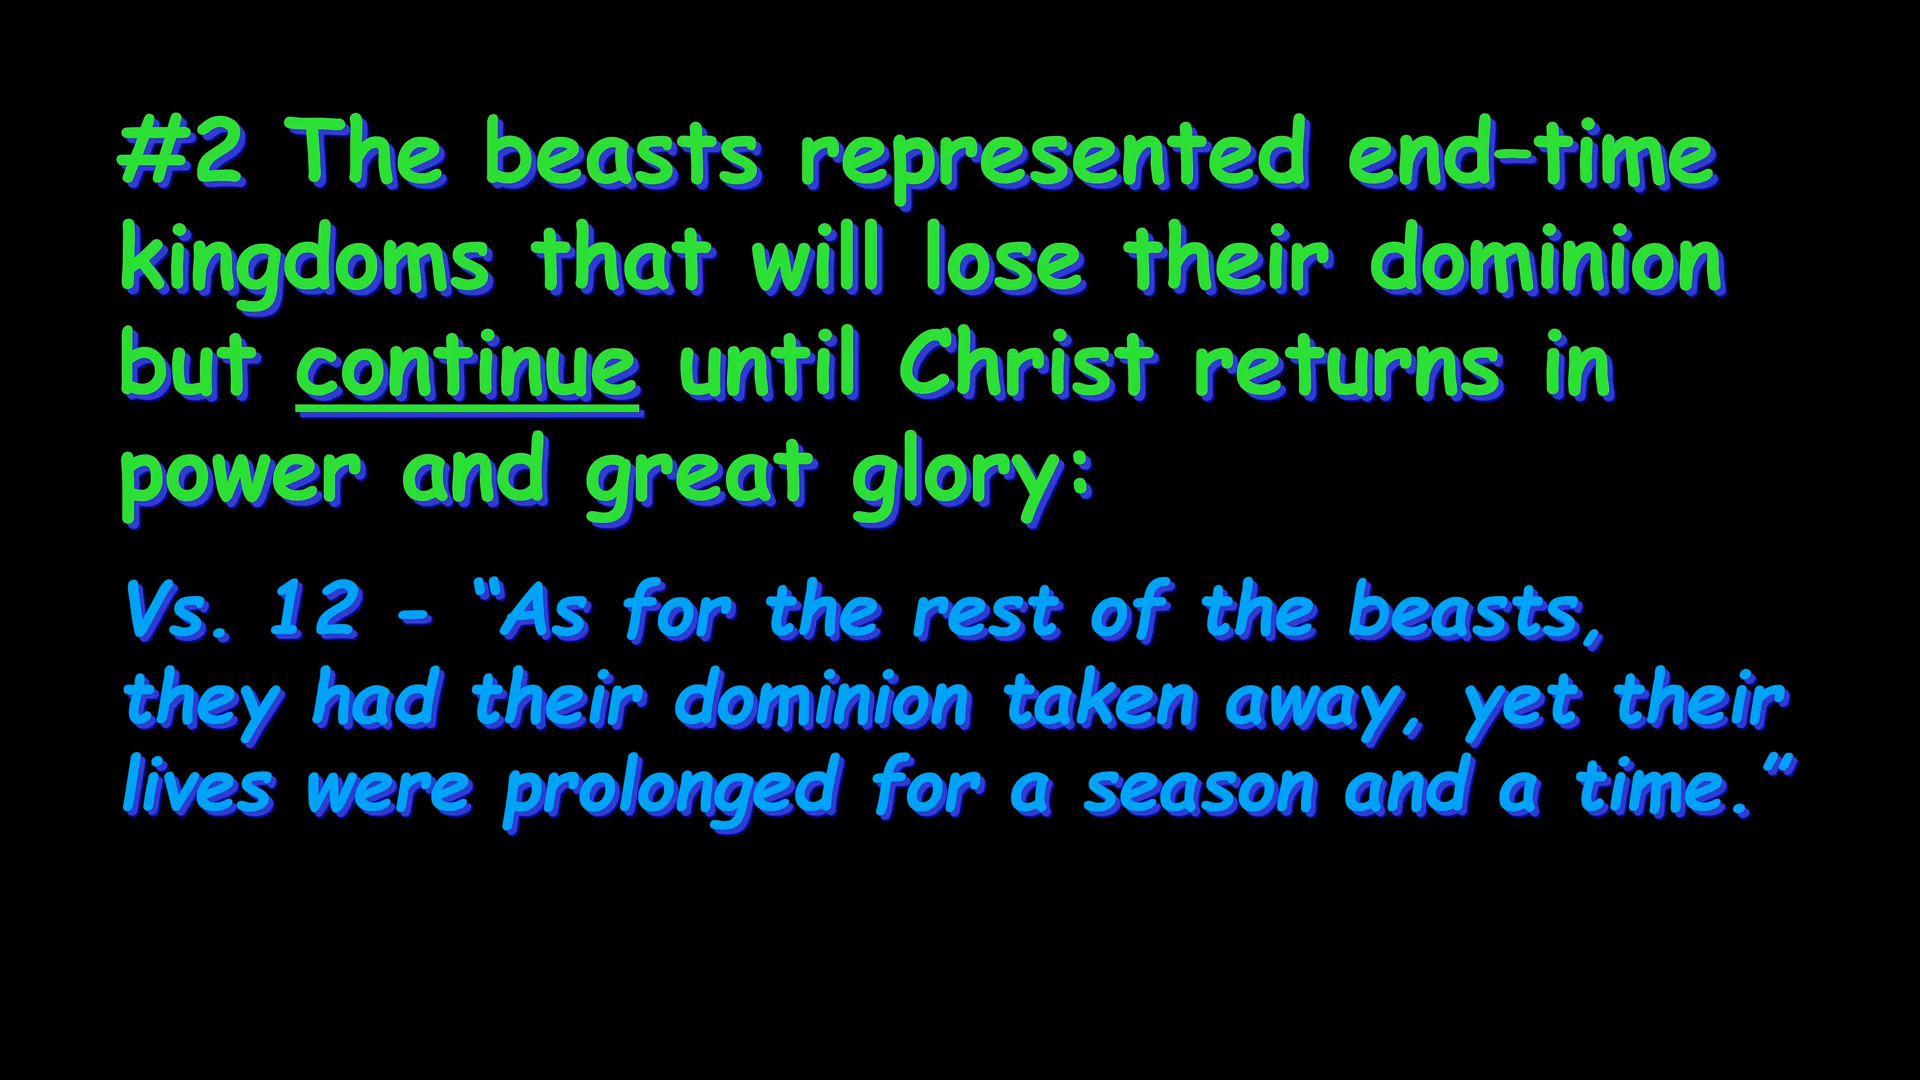 #2 The beasts represented end-time
kingdoms that will lose their dominion
but continue until Christ returns in
power and great glory:
Vs. 12 - “As for the rest of the beasts,
they had their dominion taken away, yet their
lives were prolonged for a season and a time.”